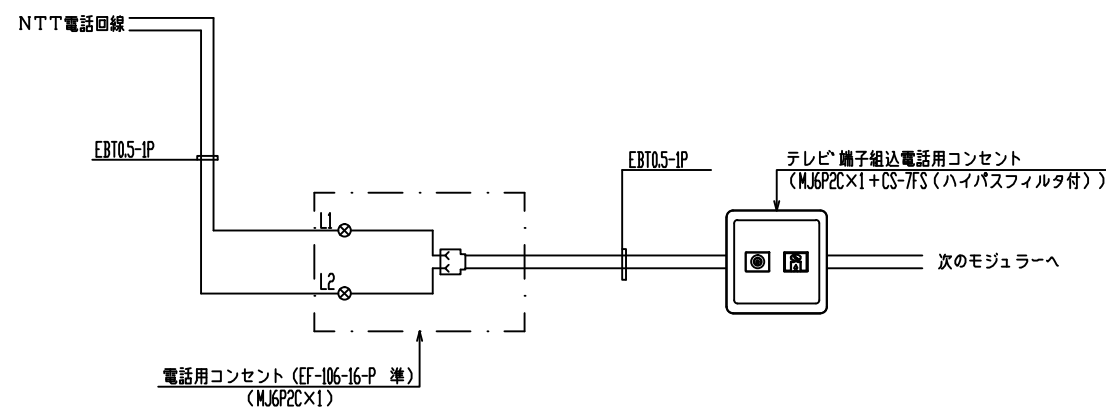 NTT電話回線
EBT0.5-1P
EBT0.5-1P
テレビ端子組込電話用コンセント
(MJ6P2C×1+CS-7FS(ハイパスフィルタ付))
L1
L2
次のモジュラーへ
電話用コンセント(EF-106-16-P 準)
(MJ6P2C×1)